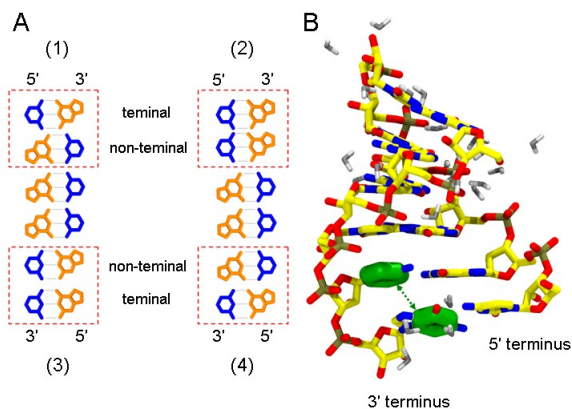 A
B
(1)
(2)
5'
3'
5'
3'
teminal
non-teminal
non-teminal
teminal
3'
5'
3'
5'
(3)
(4)
5' terminus
3' terminus